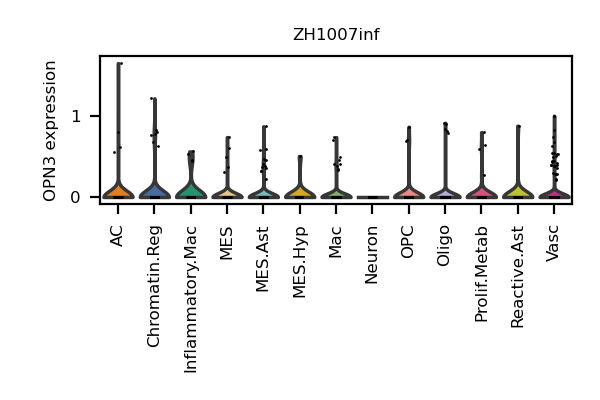 ZH1007inf
OPN3 expression
1
0
AC
Chromatin.Reg
Inflammatory.Mac
MES
MES.Ast
MES.Hyp
Mac
Neuron
OPC
Oligo
Prolif.Metab
Reactive.Ast
Vasc